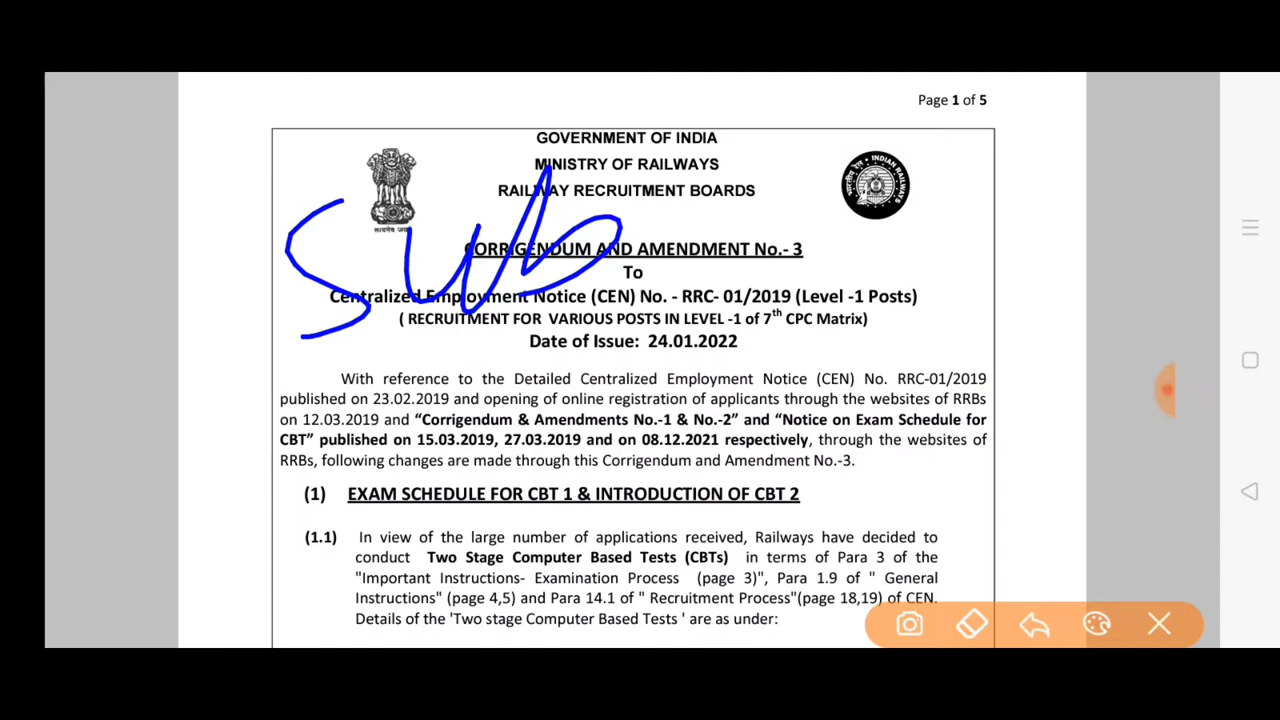 Page 1 of 5
GOVERNMENT OF INDIA
MINISTRY OF RAILWAYS
RAILWAY RECRUITMENT BOARDS
INDIAN RAILWAYS
भारतीय रेल
सत्यमेव जयते
Sub
CORRIGENDUM AND AMENDMENT No.- 3
To
Centralized Employment Notice (CEN) No. - RRC- 01/2019 (Level -1 Posts)
( RECRUITMENT FOR VARIOUS POSTS IN LEVEL -1 of 7th CPC Matrix)
Date of Issue: 24.01.2022
With reference to the Detailed Centralized Employment Notice (CEN) No. RRC-01/2019
published on 23.02.2019 and opening of online registration of applicants through the websites of RRBs
on 12.03.2019 and “Corrigendum & Amendments No.-1 & No.-2” and “Notice on Exam Schedule for
CBT” published on 15.03.2019, 27.03.2019 and on 08.12.2021 respectively, through the websites of
RRBs, following changes are made through this Corrigendum and Amendment No.-3.
(1) EXAM SCHEDULE FOR CBT 1 & INTRODUCTION OF CBT 2
(1.1) In view of the large number of applications received, Railways have decided to
conduct Two Stage Computer Based Tests (CBTs) in terms of Para 3 of the
"Important Instructions- Examination Process (page 3)", Para 1.9 of " General
Instructions" (page 4,5) and Para 14.1 of " Recruitment Process"(page 18,19) of CEN.
Details of the 'Two stage Computer Based Tests ' are as under: